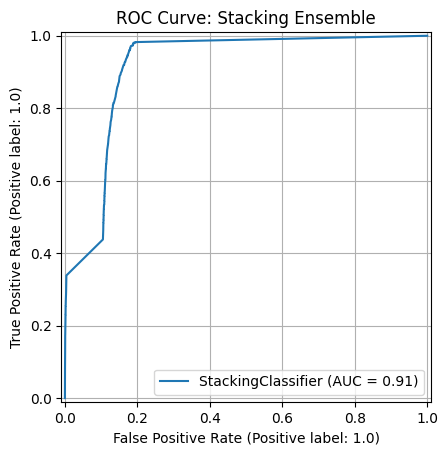 ROC Curve: Stacking Ensemble
True Positive Rate (Positive label: 1.0)
1.0
0.8
0.6
0.4
0.2
0.0
StackingClassifier (AUC = 0.91)
0.0 0.2 0.4 0.6 0.8 1.0
False Positive Rate (Positive label: 1.0)